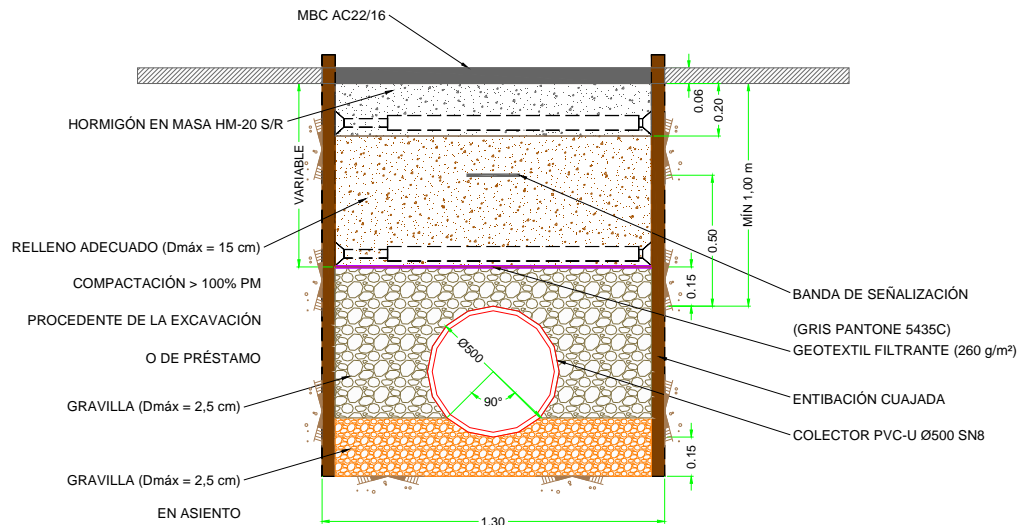 MBC AC22/16
HORMIGÓN EN MASA HM-20 S/R
0.06
0.20
VARIABLE
MÍN 1,00 m
RELLENO ADECUADO (Dmáx = 15 cm)
COMPACTACIÓN > 100% PM
PROCEDENTE DE LA EXCAVACIÓN
O DE PRÉSTAMO
0.50
0.15
BANDA DE SEÑALIZACIÓN
(GRIS PANTONE 5435C)
GEOTEXTIL FILTRANTE (260 g/m²)
Ø500
90°
ENTIBACIÓN CUAJADA
GRAVILLA (Dmáx = 2,5 cm)
COLECTOR PVC-U Ø500 SN8
0.15
GRAVILLA (Dmáx = 2,5 cm)
EN ASIENTO
1.30